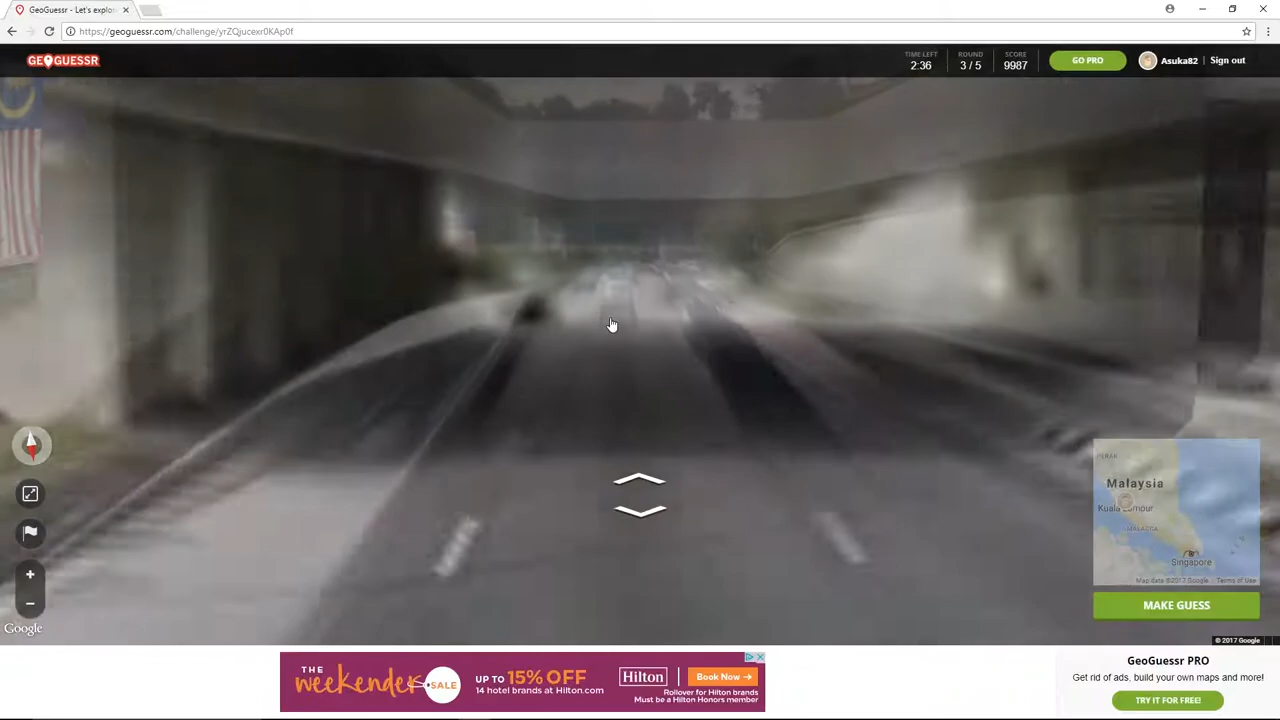 GeoGuessr - Let's explo
https://geoguessr.com/challenge/yrZQjucexr0KAp0f
GEOGUESSR
TIME LEFT
2:36
ROUND
3 / 5
SCORE
9987
GO PRO
Asuka82
Sign out
PERAK
Malaysia
Kuala Lumpur
MALACCA
Singapore
Map data ©2017 Google
Terms of Use
MAKE GUESS
Google
© 2017 Google
THE
weekender
SALE
UP TO 15% OFF
14 hotel brands at Hilton.com
Hilton
Book Now →
Rollover for Hilton brands
Must be a Hilton Honors member
GeoGuessr PRO
Get rid of ads, build your own maps and more!
TRY IT FOR FREE!